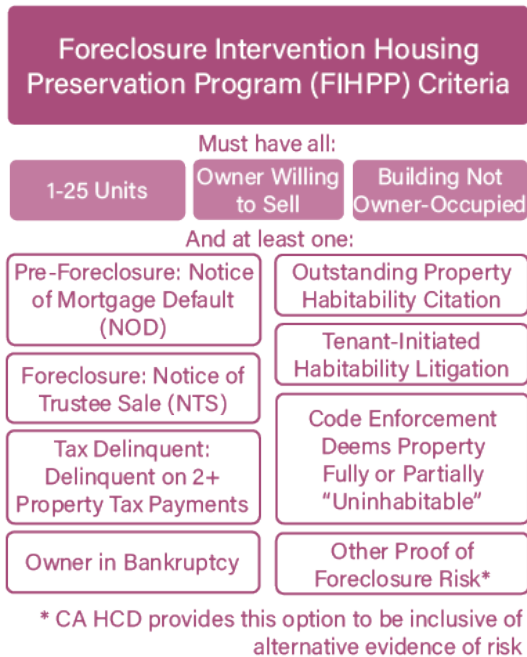 Foreclosure Intervention Housing
Preservation Program (FIHPP) Criteria
Must have all:
1-25 Units
Owner Willing
to Sell
Building Not
Owner-Occupied
And at least one:
Pre-Foreclosure: Notice
of Mortgage Default
(NOD)
Foreclosure: Notice of
Trustee Sale (NTS)
Tax Delinquent:
Delinquent on 2+
Property Tax Payments
Owner in Bankruptcy
Outstanding Property
Habitability Citation
Tenant-Initiated
Habitability Litigation
Code Enforcement
Deems Property
Fully or Partially
“Uninhabitable”
Other Proof of
Foreclosure Risk*
* CA HCD provides this option to be inclusive of
alternative evidence of risk